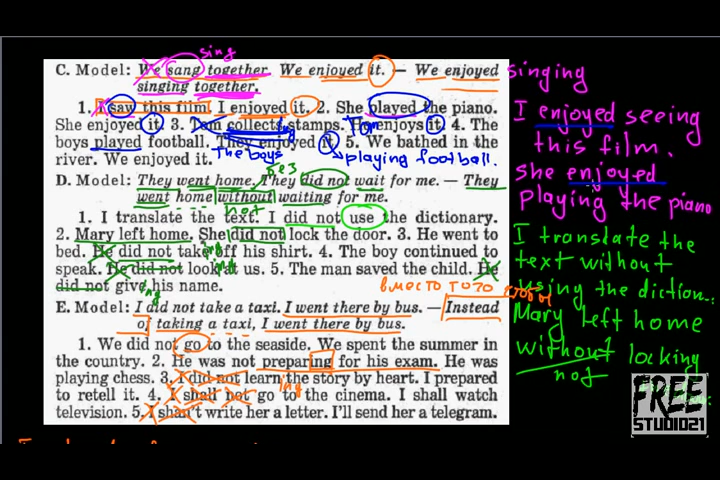 sing
C. Model: We sang together. We enjoyed it. — We enjoyed
singing together.
singing
1. I saw this film. I enjoyed it. 2. She played the piano.
She enjoyed it. 3. Tom collects stamps. He enjoys it. 4. The
Tom
ing
boys played football. They enjoyed it. 5. We bathed in the
river. We enjoyed it.
The boys playing football.
без
D. Model: They went home. They did not wait for me. — They
went home without waiting for me.
not
1. I translate the text. I did not use the dictionary.
2. Mary left home. She did not lock the door. 3. He went to
bed. He did not take off his shirt. 4. The boy continued to
ing
speak. He did not look at us. 5. The man saved the child. He
ing
did not give his name.
ing
вместо того чтобы
E. Model: I did not take a taxi. I went there by bus. — Instead
of taking a taxi, I went there by bus.
1. We did not go to the seaside. We spent the summer in
the country. 2. He was not preparing for his exam. He was
playing chess. 3. I did not learn the story by heart. I prepared
ing
to retell it. 4. I shall not go to the cinema. I shall watch
television. 5. I shan't write her a letter. I'll send her a telegram.
I enjoyed seeing
this film.
she enjoyed
playing the piano
I translate the
text without
using the diction..
Mary left home
without locking
not
FREE
STUDIO21